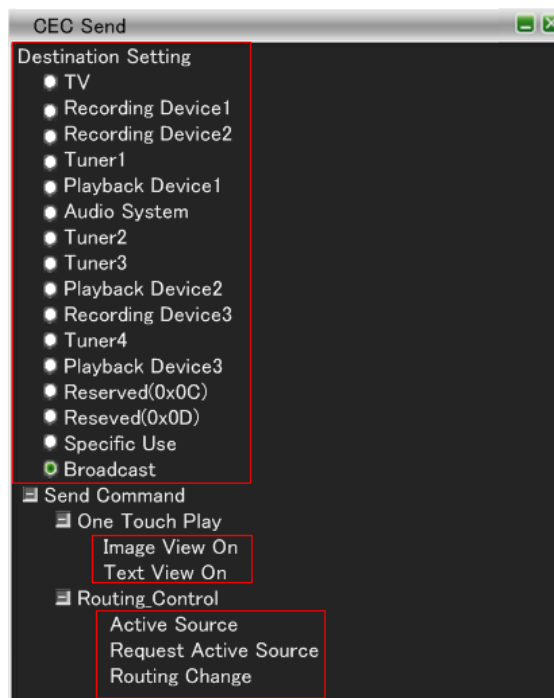 CEC Send
Destination Setting
TV
Recording Device1
Recording Device2
Tuner1
Playback Device1
Audio System
Tuner2
Tuner3
Playback Device2
Recording Device3
Tuner4
Playback Device3
Reserved(0x0C)
Reseved(0x0D)
Specific Use
Broadcast
Send Command
One Touch Play
Image View On
Text View On
Routing_Control
Active Source
Request Active Source
Routing Change